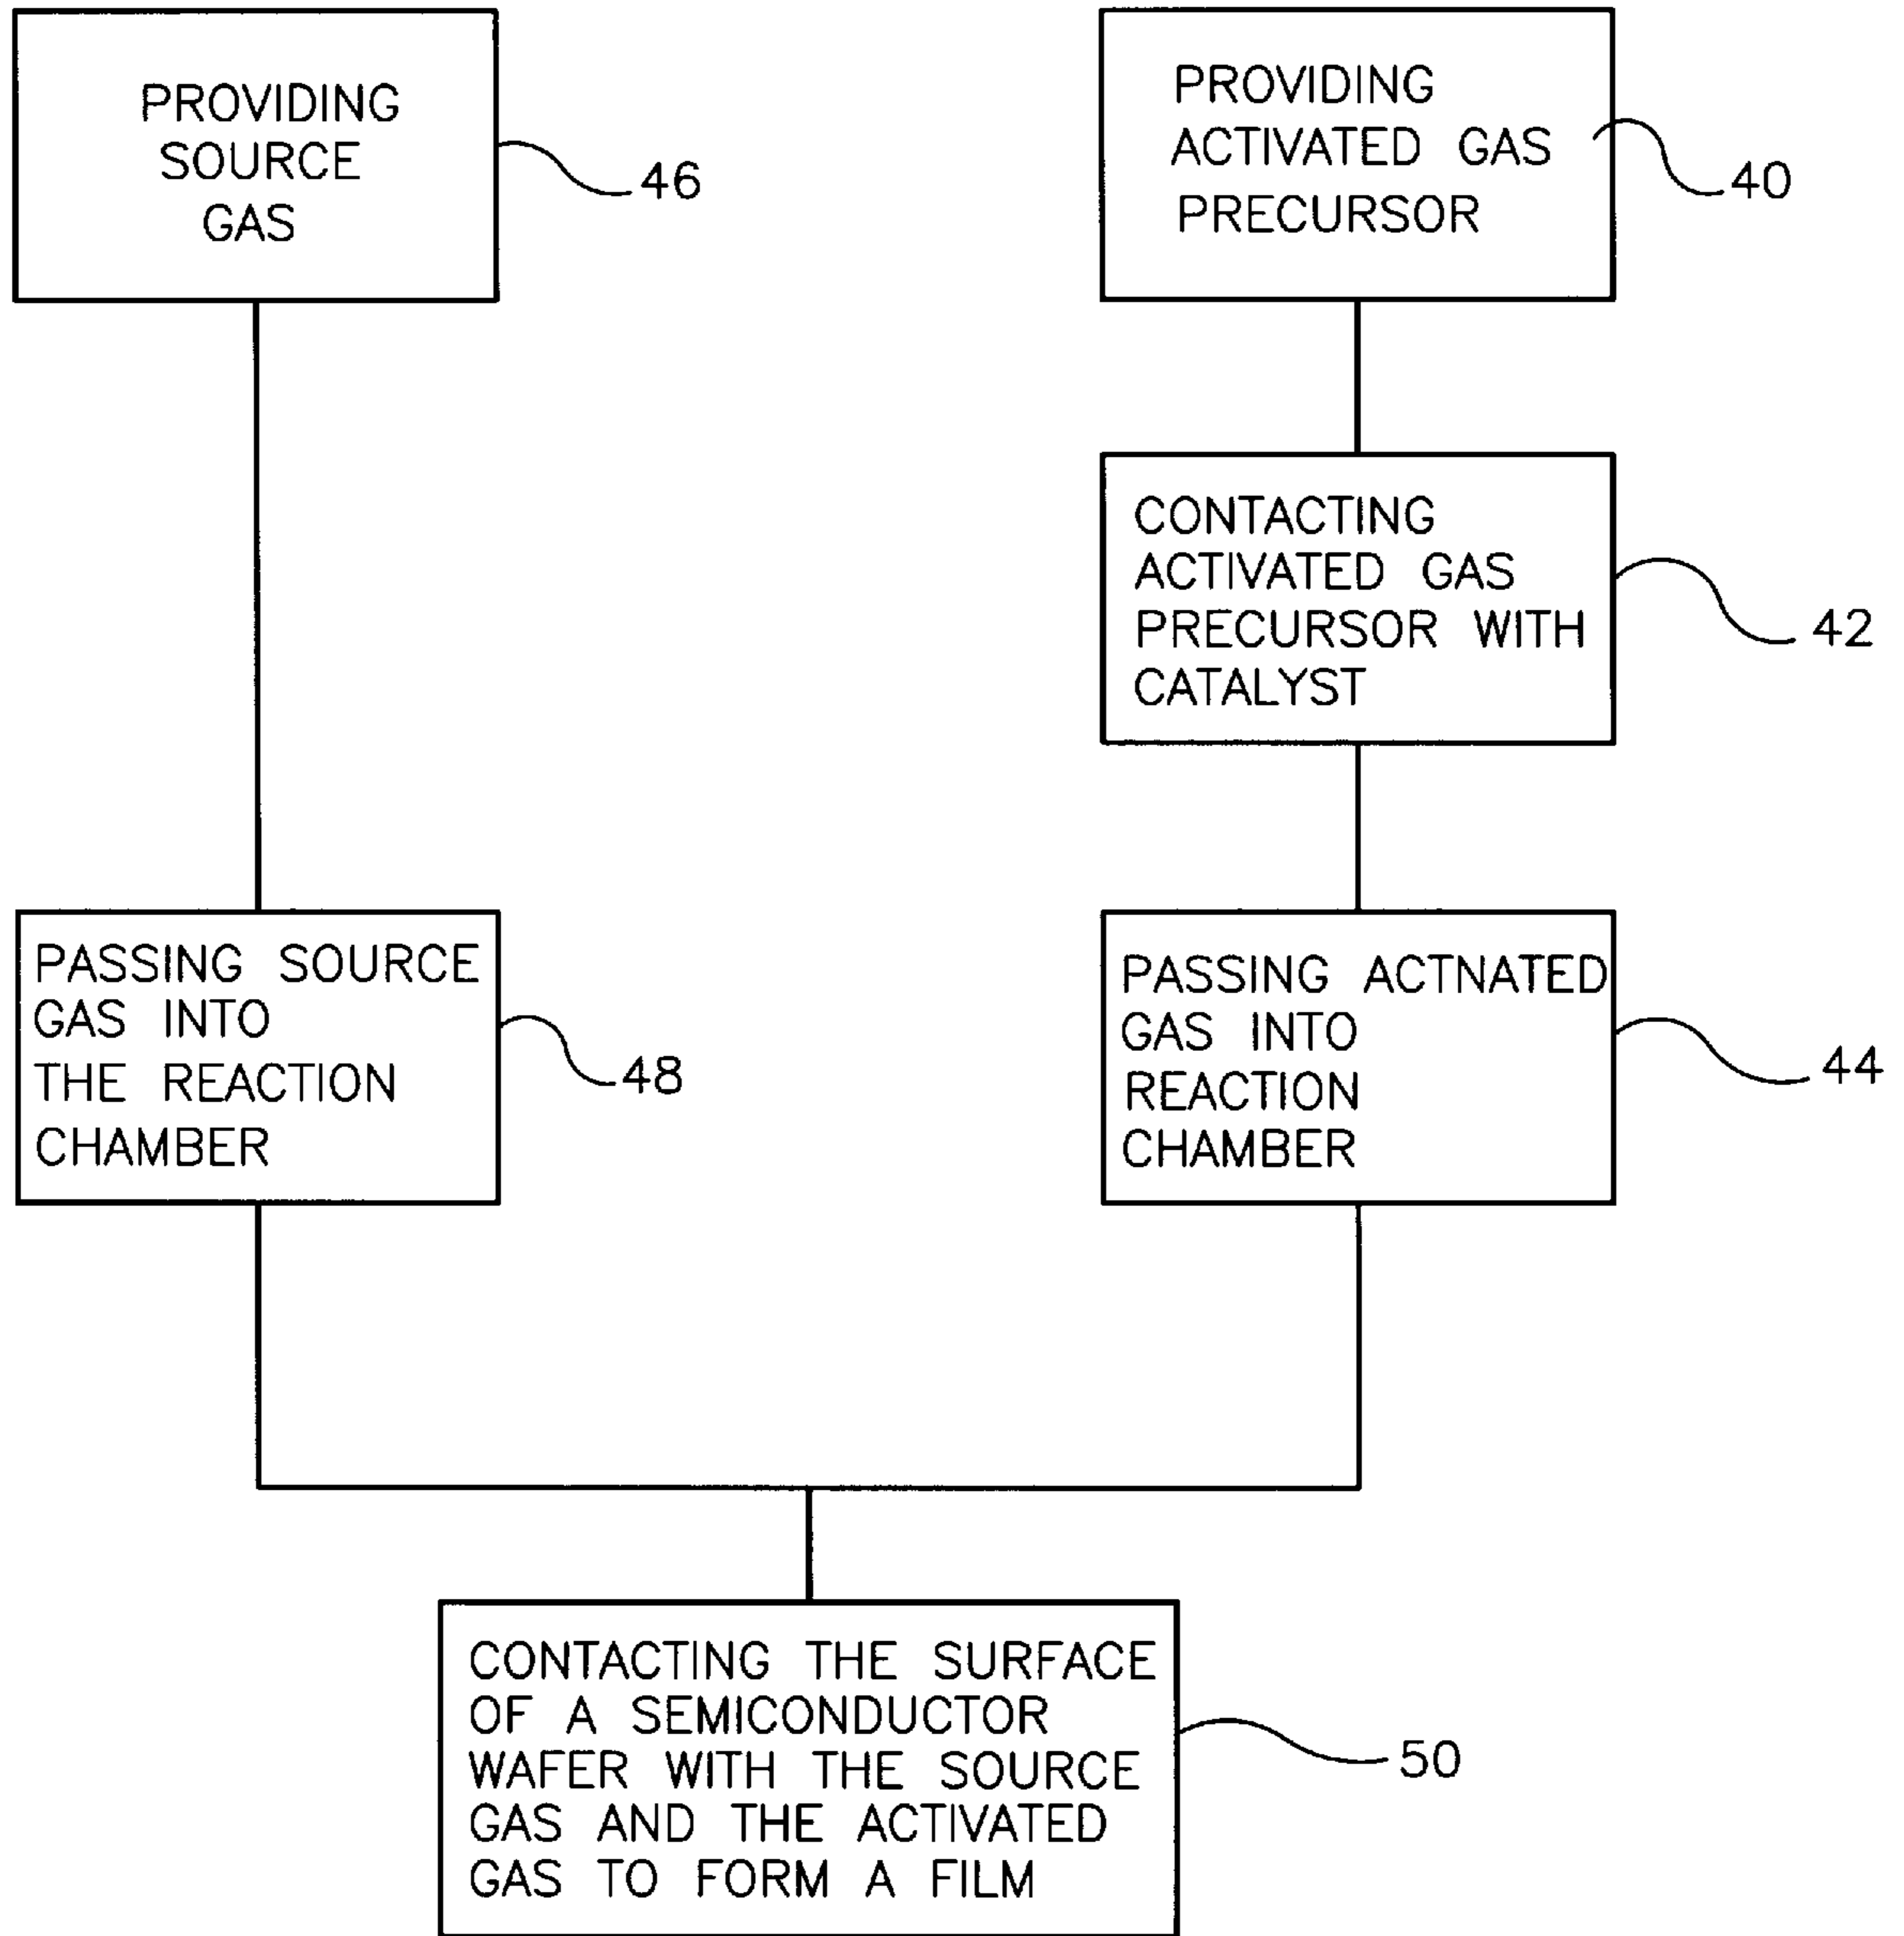 PROVIDING
SOURCE
GAS
46
PROVIDING
ACTIVATED GAS
PRECURSOR
40
CONTACTING
ACTIVATED GAS
PRECURSOR WITH
CATALYST
42
PASSING SOURCE
GAS INTO
THE REACTION
CHAMBER
48
PASSING ACTNATED
GAS INTO
REACTION
CHAMBER
44
CONTACTING THE SURFACE
OF A SEMICONDUCTOR
WAFER WITH THE SOURCE
GAS AND THE ACTIVATED
GAS TO FORM A FILM
50